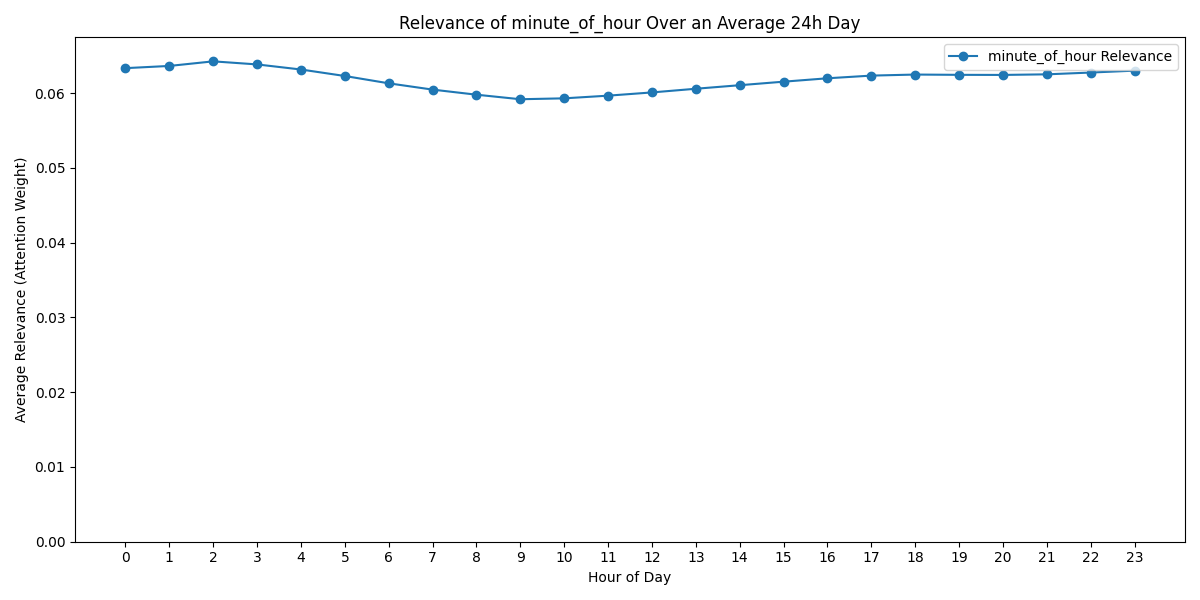 Relevance of minute_of_hour Over an Average 24h Day
minute_of_hour Relevance
Average Relevance (Attention Weight)
0.06
0.05
0.04
0.03
0.02
0.01
0.00
0 1 2 3 4 5 6 7 8 9 10 11 12 13 14 15 16 17 18 19 20 21 22 23
Hour of Day